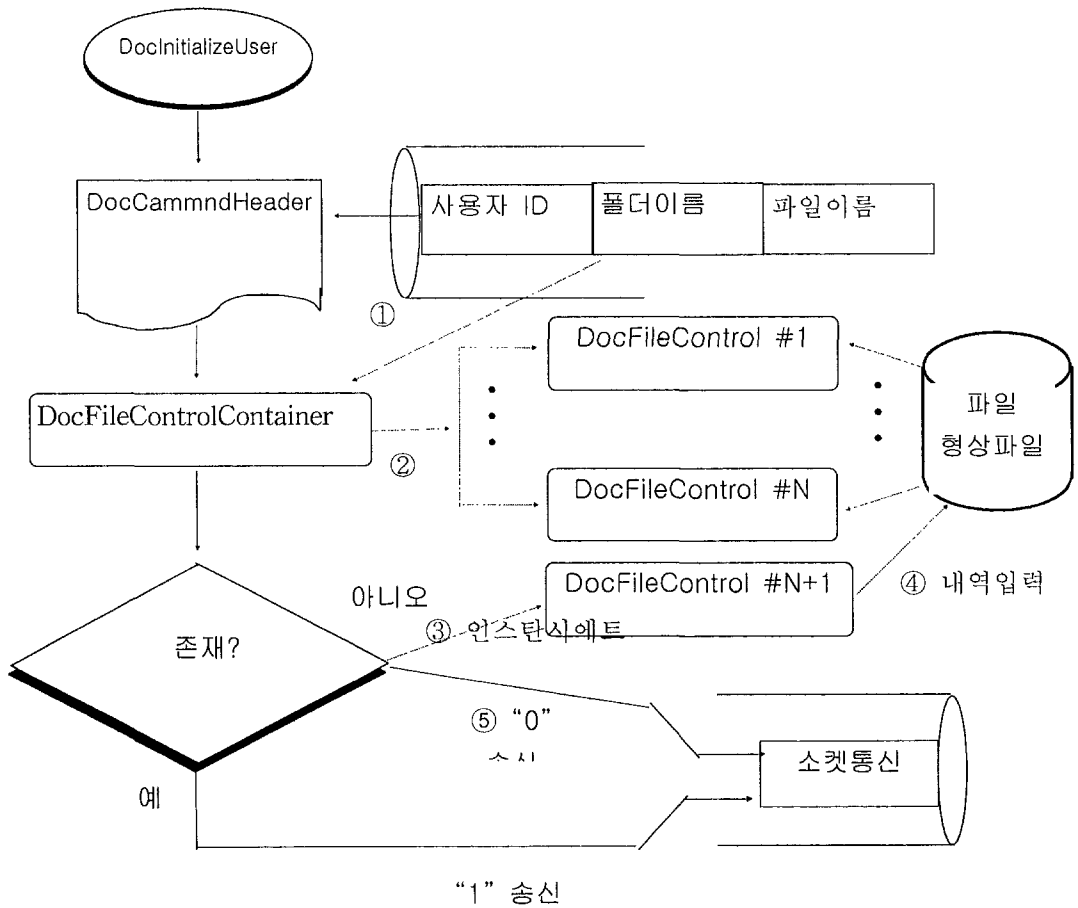 DocInitializeUser
DocCammndHeader
사용자 ID
폴더이름
파일이름
①
DocFileControl #1
DocFileControlContainer
②
파일
형상파일
DocFileControl #N
DocFileControl #N+1
④ 내역입력
아니오
③ 인스탄시에트
존재?
⑤ “0”
소켓통신
예
“1” 송신